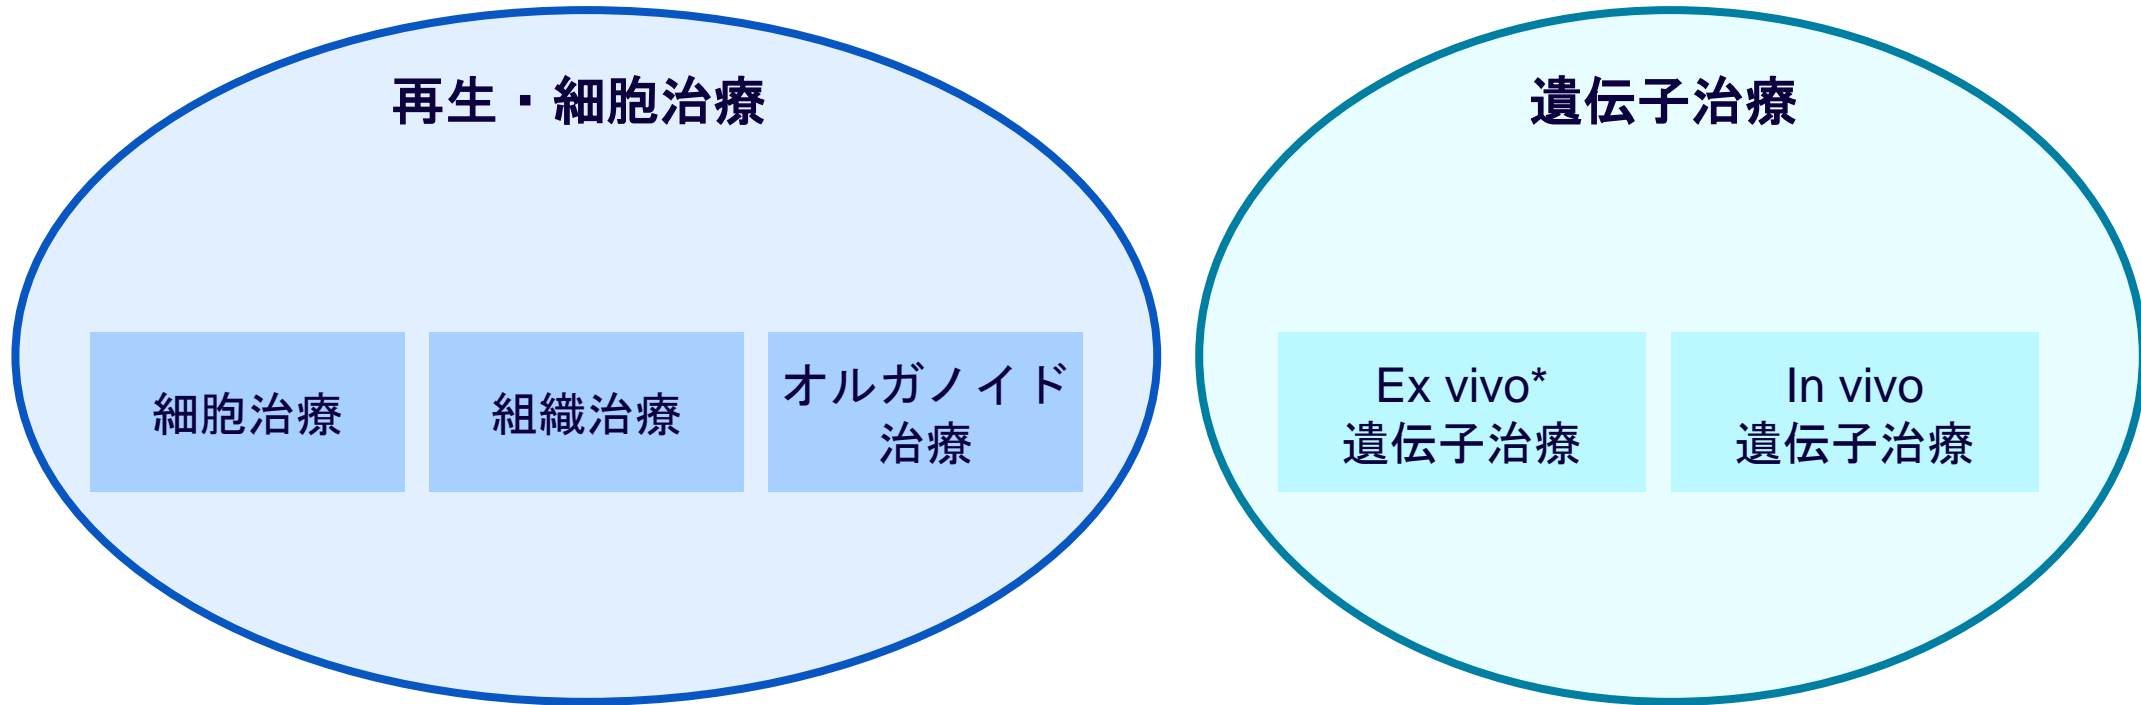 再生・細胞治療
細胞治療
組織治療
オルガノイド
治療
遺伝子治療
Ex vivo*
遺伝子治療
In vivo
遺伝子治療